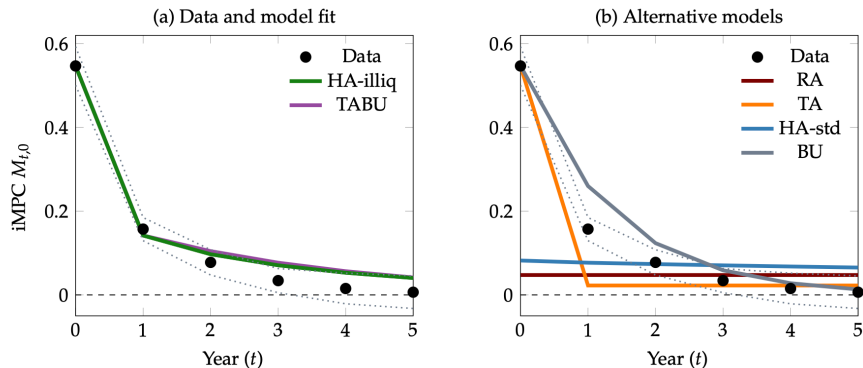 (a) Data and model fit
0.6
0.4
0.2
0
iMPC M_{t,0}
Data
HA-illiq
TABU
0 1 2 3 4 5
Year (t)
(b) Alternative models
0.6
0.4
0.2
0
Data
RA
TA
HA-std
BU
0 1 2 3 4 5
Year (t)